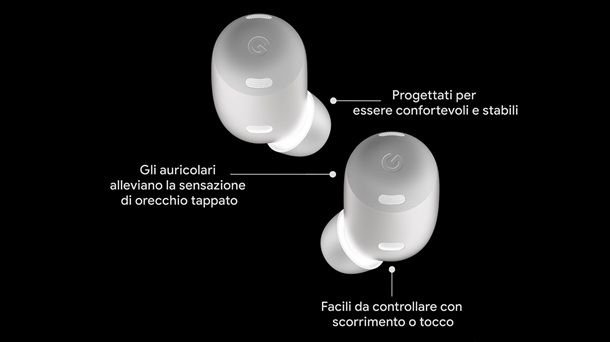 Progettati per
essere confortevoli e stabili
Gli auricolari
alleviano la sensazione
di orecchio tappato
Facili da controllare con
scorrimento o tocco